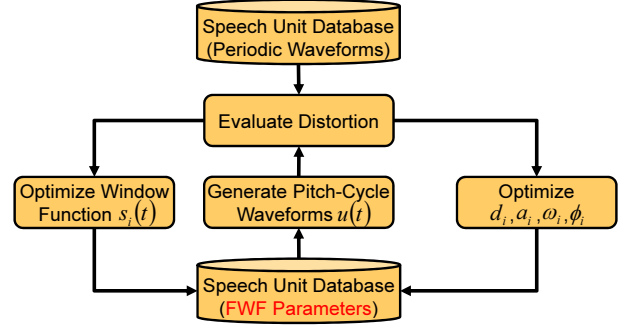 Speech Unit Database
(Periodic Waveforms)
Evaluate Distortion
Optimize Window
Function s_i(t)
Generate Pitch-Cycle
Waveforms u(t)
Optimize
d_i, a_i, ω_i, ϕ_i
Speech Unit Database
(FWF Parameters)